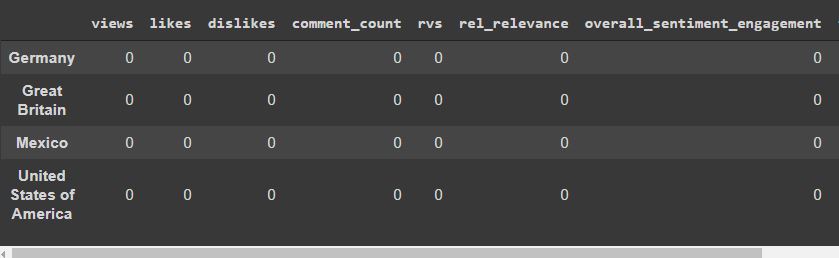 views likes dislikes comment_count rvs rel_relevance overall_sentiment_engagement
Germany 0 0 0 0 0 0 0
Great
Britain 0 0 0 0 0 0 0
Mexico 0 0 0 0 0 0 0
United
States of 0 0 0 0 0 0 0
America